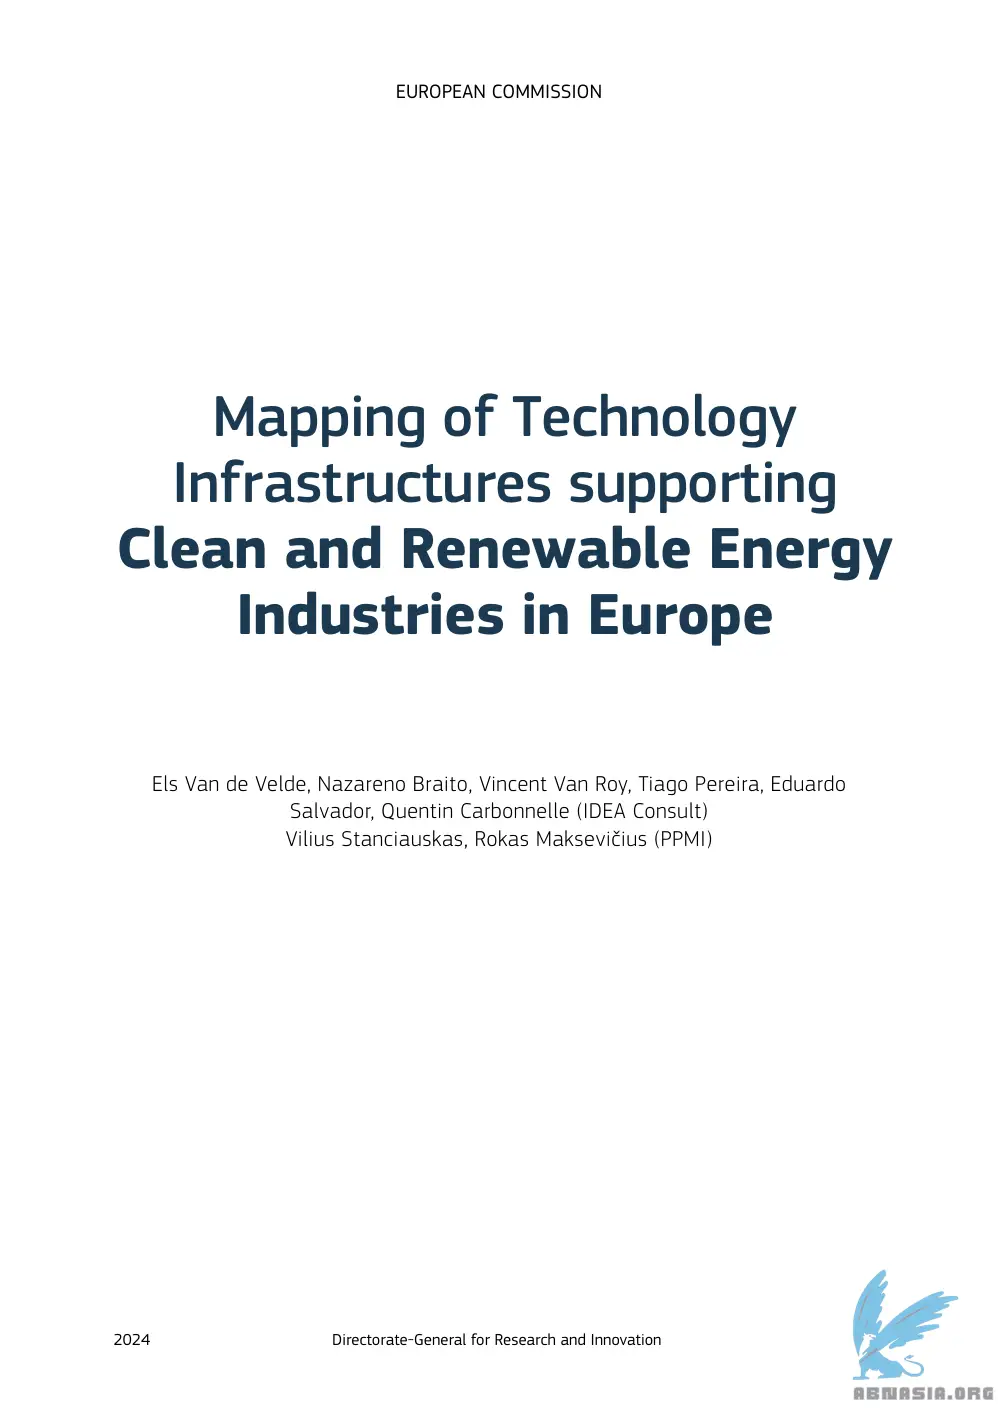 EUROPEAN COMMISSION
Mapping of Technology
Infrastructures supporting
Clean and Renewable Energy
Industries in Europe
Els Van de Velde, Nazareno Braito, Vincent Van Roy, Tiago Pereira, Eduardo
Salvador, Quentin Carbonnelle (IDEA Consult)
Vilius Stanciauskas, Rokas Maksevičius (PPMI)
2024 Directorate-General for Research and Innovation
ABNASIA.ORG